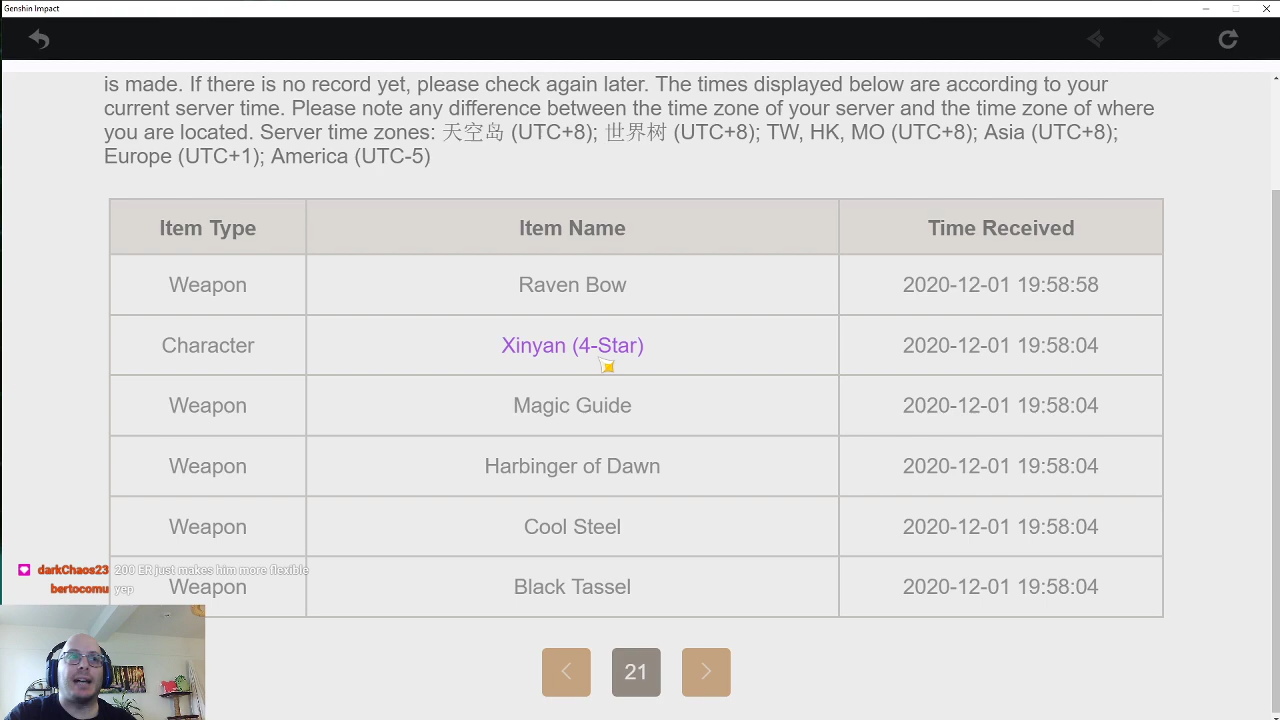 Genshin Impact
is made. If there is no record yet, please check again later. The times displayed below are according to your
current server time. Please note any difference between the time zone of your server and the time zone of where
you are located. Server time zones: 天空岛 (UTC+8); 世界树 (UTC+8); TW, HK, MO (UTC+8); Asia (UTC+8);
Europe (UTC+1); America (UTC-5)
Item Type Item Name Time Received
Weapon Raven Bow 2020-12-01 19:58:58
Character Xinyan (4-Star) 2020-12-01 19:58:04
Weapon Magic Guide 2020-12-01 19:58:04
Weapon Harbinger of Dawn 2020-12-01 19:58:04
Weapon Cool Steel 2020-12-01 19:58:04
darkChaos23 200 ER just makes him more flexible
Weapon Black Tassel 2020-12-01 19:58:04
bertocomu yep
21